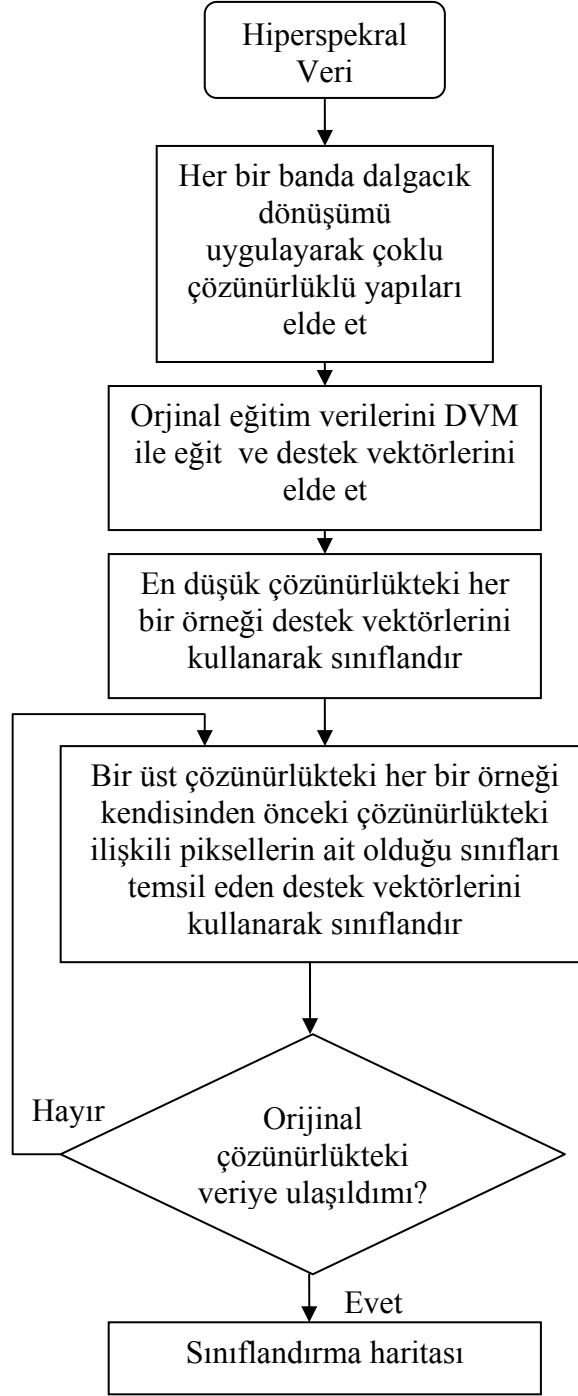 Hiperspekral
Veri
Her bir banda dalgacık
dönüşümü
uygulayarak çoklu
çözünürlüklü yapıları
elde et
Orjinal eğitim verilerini DVM
ile eğit ve destek vektörlerini
elde et
En düşük çözünürlükteki her
bir örneği destek vektörlerini
kullanarak sınıflandır
Bir üst çözünürlükteki her bir örneği
kendisinden önceki çözünürlükteki
ilişkili piksellerin ait olduğu sınıfları
temsil eden destek vektörlerini
kullanarak sınıflandır
Hayır
Orijinal
çözünürlükteki
veriye ulaşıldımı?
Evet
Sınıflandırma haritası